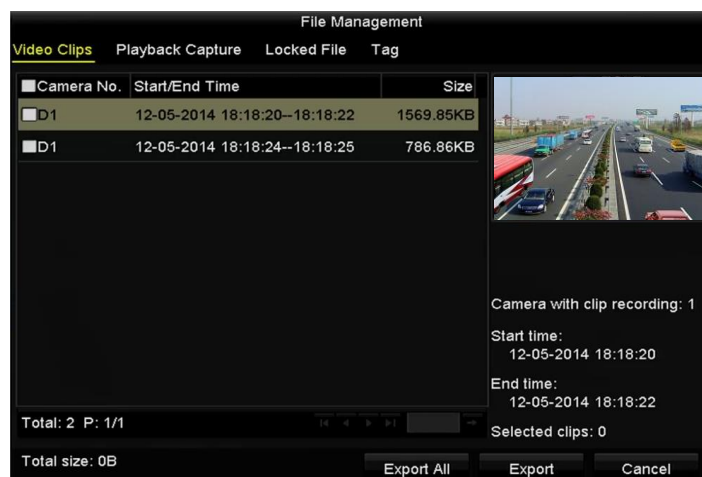 File Management
Video Clips Playback Capture Locked File Tag
Camera No. Start/End Time Size
D1 12-05-2014 18:18:20--18:18:22 1569.85KB
D1 12-05-2014 18:18:24--18:18:25 786.86KB
Camera with clip recording: 1
Start time:
12-05-2014 18:18:20
End time:
12-05-2014 18:18:22
Selected clips: 0
Total: 2 P: 1/1
Total size: 0B
Export All Export Cancel